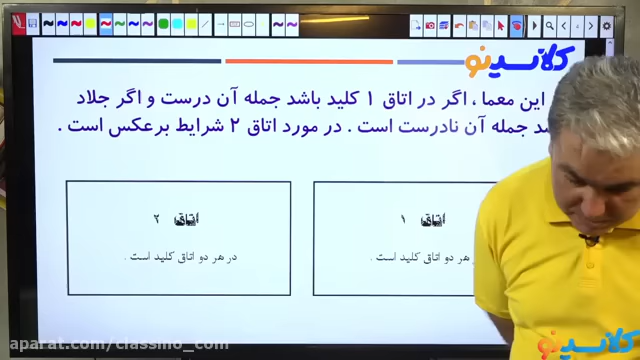 کلاسینو
این معما ، اگر در اتاق ۱ کلید باشد جمله آن درست و اگر جلاد
جمله آن نادرست است . در مورد اتاق ۲ شرایط برعکس است .
اتاق ۱
هر دو اتاق کلید است .
اتاق ۲
در هر دو اتاق کلید است .
aparat.com/classino_com
کلاسینو